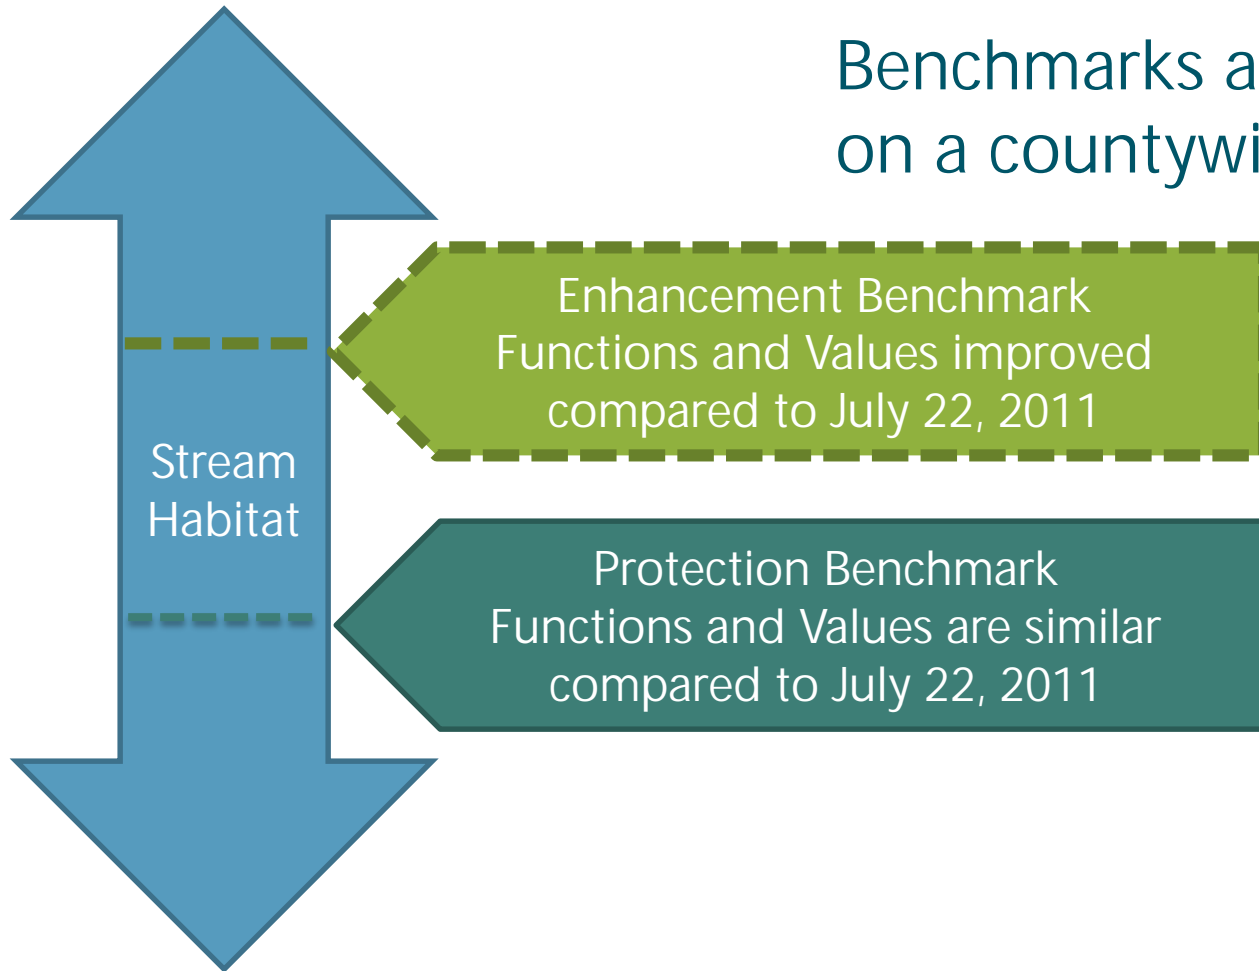 Benchmarks a
on a countywi
Enhancement Benchmark
Functions and Values improved
compared to July 22, 2011
Stream
Habitat
Protection Benchmark
Functions and Values are similar
compared to July 22, 2011